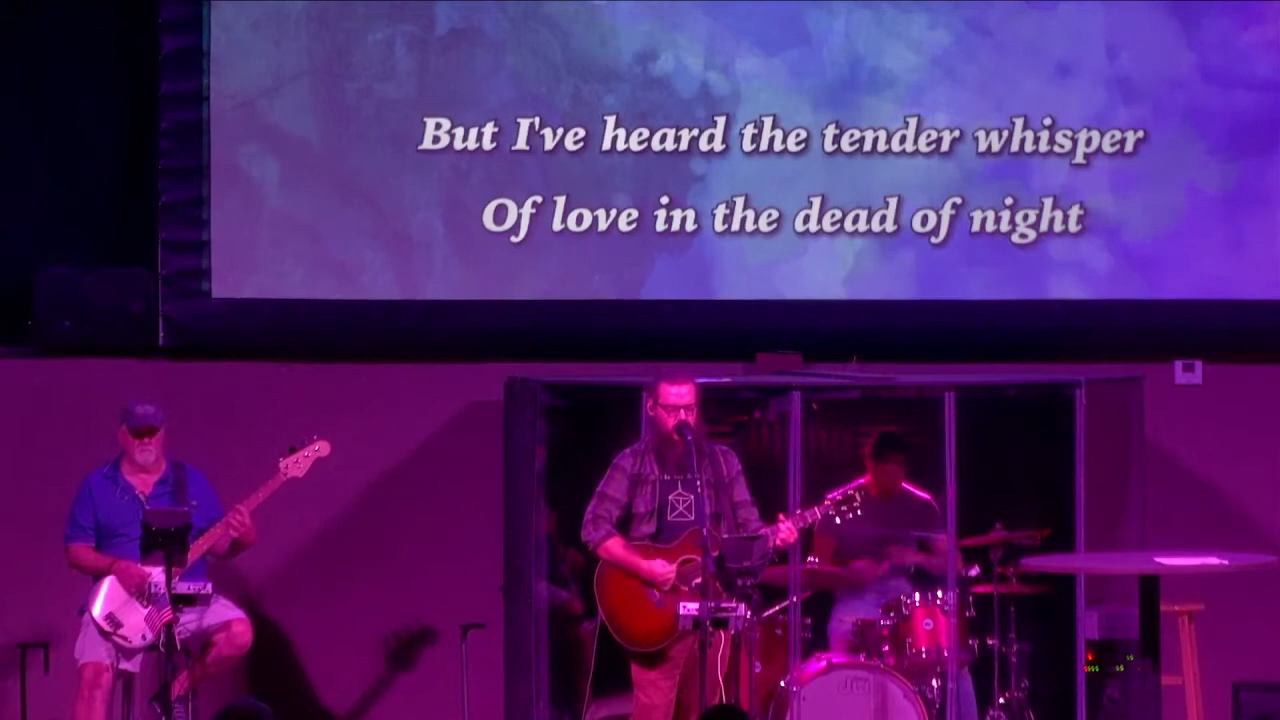 But I've heard the tender whisper
Of love in the dead of night